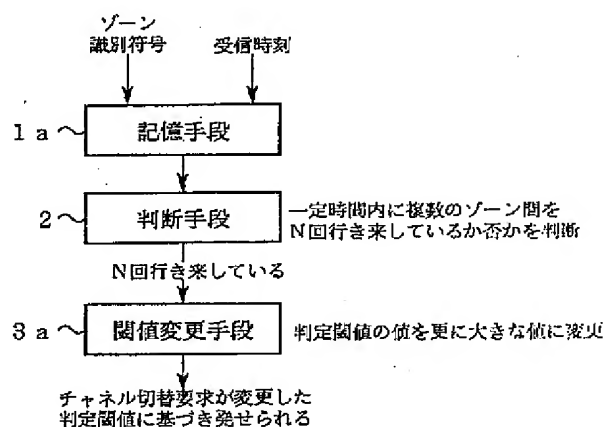 ゾーン
識別符号
受信時刻
1a
記憶手段
2
判断手段
一定時間内に複数のゾーン間を
N回行き来しているか否かを判断
N回行き来している
3a
閾値変更手段
判定閾値の値を更に大きな値に変更
チャネル切替要求が変更した
判定閾値に基づき発せられる